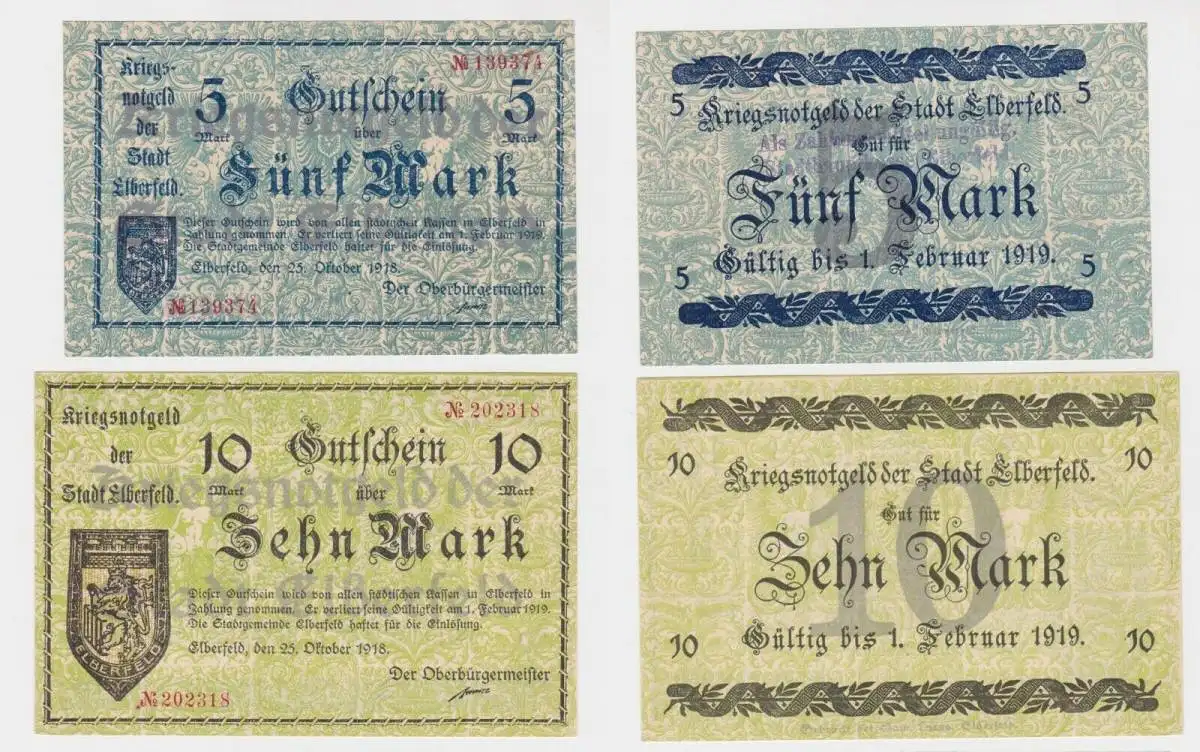 Kriegs-
notgeld
der
Stadt
Elberfeld.
№ 139374
5 Gutschein 5
Mark über Mark
Fünf Mark
Dieser Gutschein wird von allen städtischen Kassen in Elberfeld in
Zahlung genommen. Er verliert seine Gültigkeit am 1. Februar 1919.
Die Stadtgemeinde Elberfeld haftet für die Einlösung.
Elberfeld, den 25. Oktober 1918.
Der Oberbürgermeister
№ 139374
5 5
Kriegsnotgeld der Stadt Elberfeld.
Als
Gut für
5
Fünf Mark
Gültig bis 1. Februar 1919.
5 5
Kriegsnotgeld
der
Stadt Elberfeld.
№ 202318
10 Gutschein 10
Mark über Mark
Kriegsnotgeld der
Zehn Mark
Stadt Elberfeld
Dieser Gutschein wird von allen städtischen Kassen in Elberfeld in
Zahlung genommen. Er verliert seine Gültigkeit am 1. Februar 1919.
Die Stadtgemeinde Elberfeld haftet für die Einlösung.
Elberfeld, den 25. Oktober 1918.
Der Oberbürgermeister
ELBERFELD
№ 202318
10 10
Kriegsnotgeld der Stadt Elberfeld.
Gut für
10
Zehn Mark
Gültig bis 1. Februar 1919.
10 10